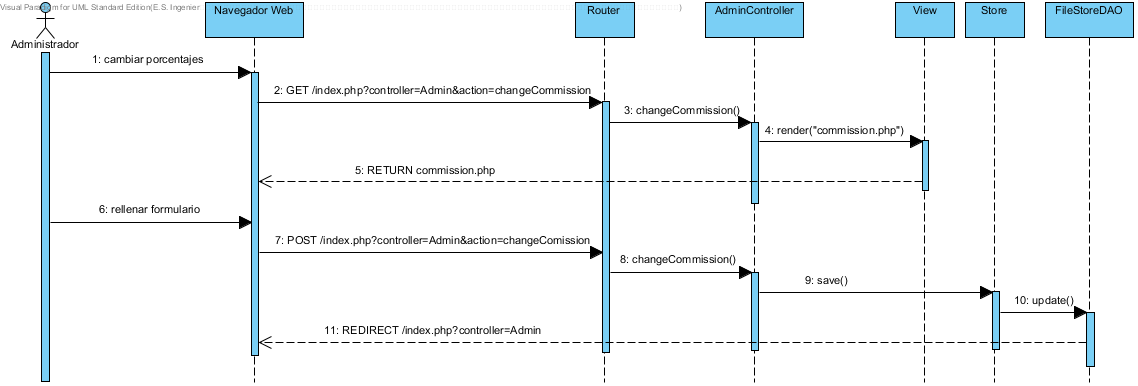 Visual Paradigm for UML Standard Edition(E.S. Ingenier
)
Navegador Web
Router
AdminController
View
Store
FileStoreDAO
Administrador
1: cambiar porcentajes
2: GET /index.php?controller=Admin&action=changeCommission
3: changeCommission()
4: render("commission.php")
5: RETURN commission.php
6: rellenar formulario
7: POST /index.php?controller=Admin&action=changeComission
8: changeCommission()
9: save()
10: update()
11: REDIRECT /index.php?controller=Admin